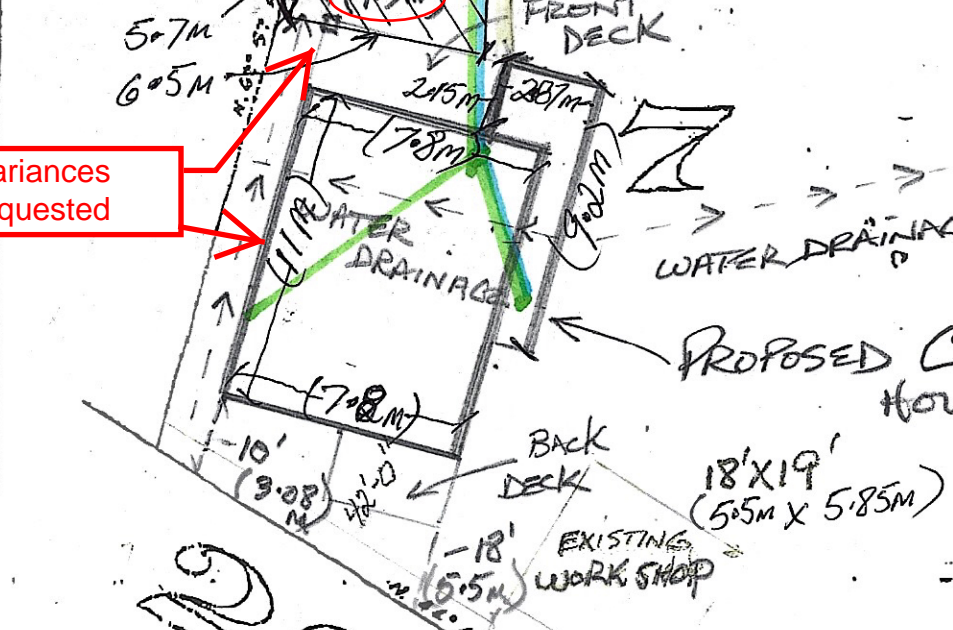 5.7M
6.5M
FRONT
DECK
2.15M
2.87M
(7.8M)
9.2M
ariances
quested
(11M)
WATER
DRAINAGE
WATER DRAINAG
PROPOSED C
HOU
(7.8M)
-10'
(3.08
M)
42'-0"
BACK
DECK
18'X19'
(5.5M X 5.85M)
-18'
(5.5M)
EXISTING
WORKSHOP